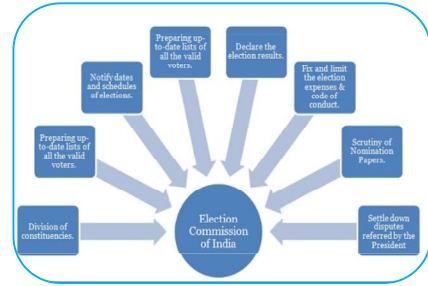 Preparing up-
to-date lists of
all the valid
voters.
Declare the
election results.
Notify dates
and schedules
of elections.
Fix and limit
the election
expenses &
code of
conduct.
Preparing up-
to-date lists of
all the valid
voters.
Scrutiny of
Nomination
Papers.
Division of
constituencies.
Election
Commission
of India
Settle down
disputes
referred by the
President